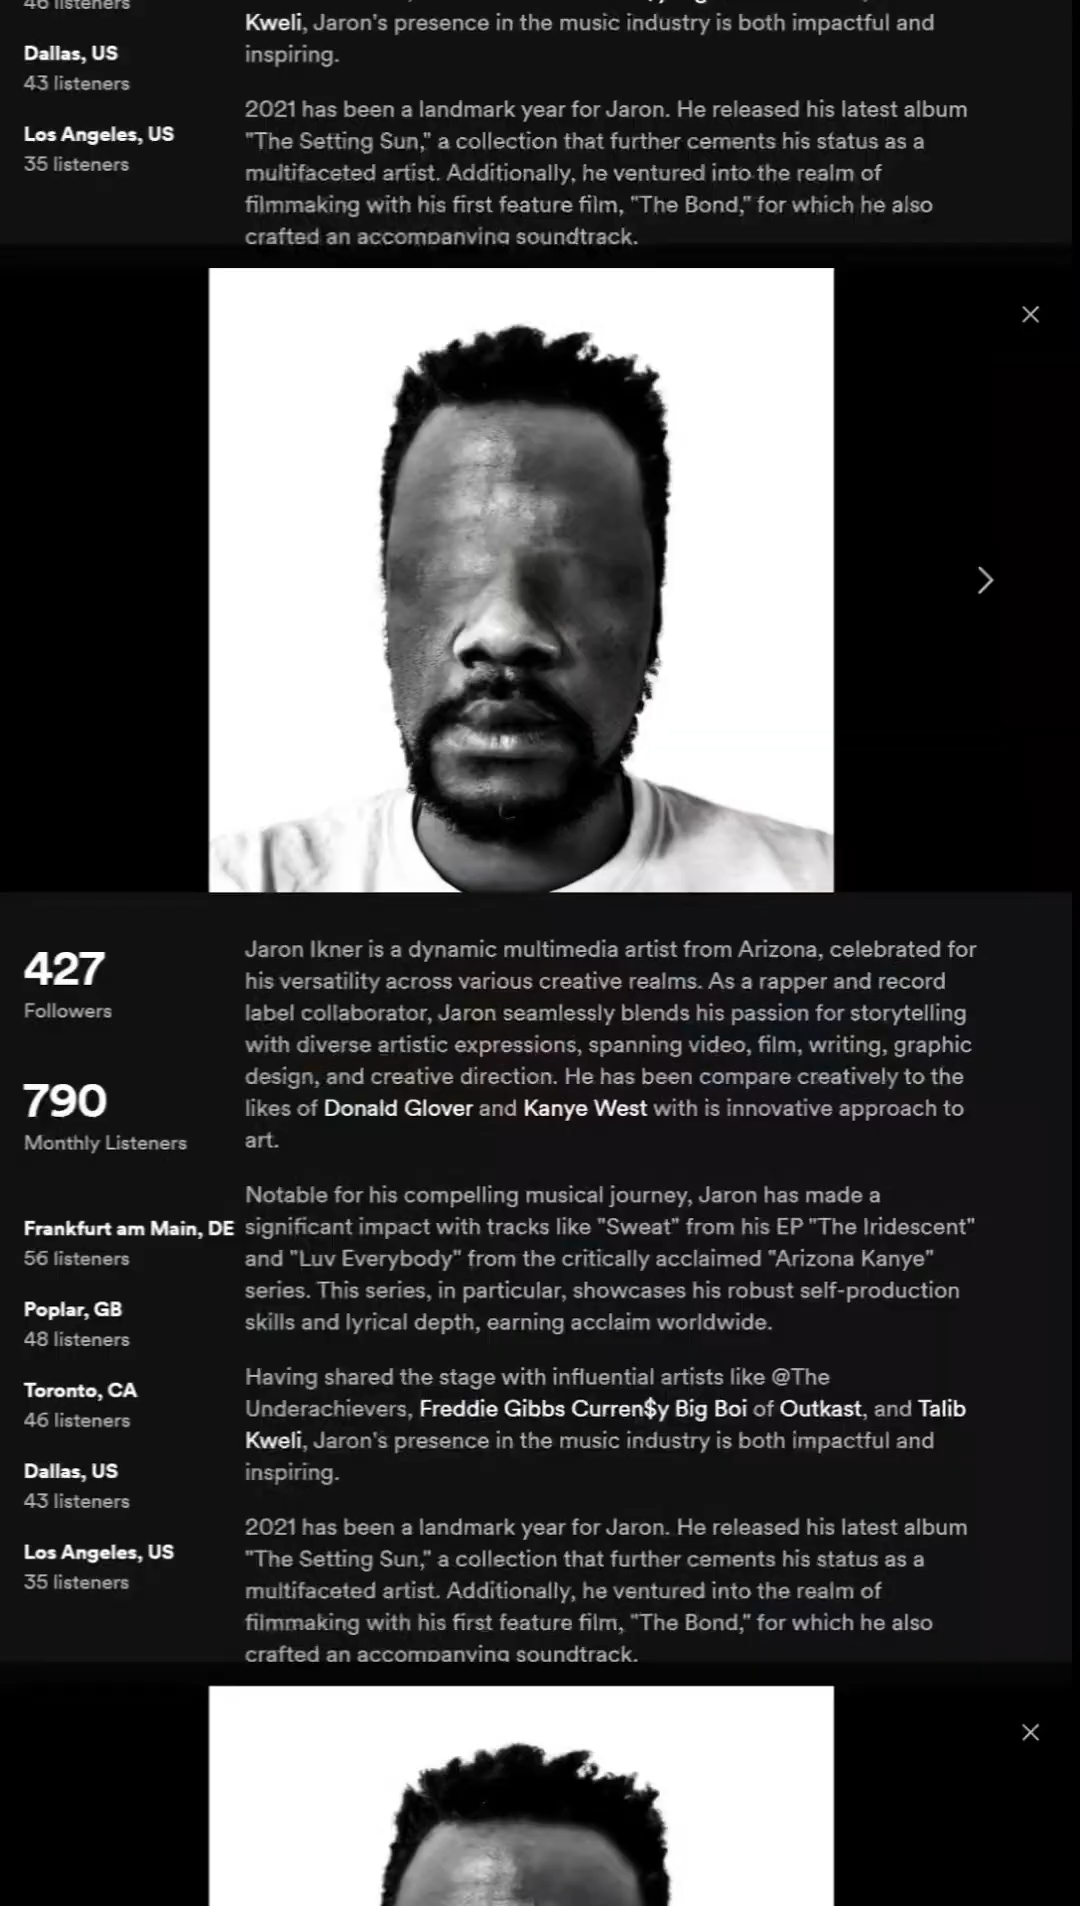 46 listeners
Dallas, US
43 listeners
Los Angeles, US
35 listeners
Kweli, Jaron's presence in the music industry is both impactful and
inspiring.
2021 has been a landmark year for Jaron. He released his latest album
"The Setting Sun," a collection that further cements his status as a
multifaceted artist. Additionally, he ventured into the realm of
filmmaking with his first feature film, "The Bond," for which he also
crafted an accompanying soundtrack.
427
Followers
790
Monthly Listeners
Frankfurt am Main, DE
56 listeners
Poplar, GB
48 listeners
Toronto, CA
46 listeners
Dallas, US
43 listeners
Los Angeles, US
35 listeners
Jaron Ikner is a dynamic multimedia artist from Arizona, celebrated for
his versatility across various creative realms. As a rapper and record
label collaborator, Jaron seamlessly blends his passion for storytelling
with diverse artistic expressions, spanning video, film, writing, graphic
design, and creative direction. He has been compare creatively to the
likes of Donald Glover and Kanye West with is innovative approach to
art.
Notable for his compelling musical journey, Jaron has made a
significant impact with tracks like "Sweat" from his EP "The Iridescent"
and "Luv Everybody" from the critically acclaimed "Arizona Kanye"
series. This series, in particular, showcases his robust self-production
skills and lyrical depth, earning acclaim worldwide.
Having shared the stage with influential artists like @The
Underachievers, Freddie Gibbs Curren$y Big Boi of Outkast, and Talib
Kweli, Jaron's presence in the music industry is both impactful and
inspiring.
2021 has been a landmark year for Jaron. He released his latest album
"The Setting Sun," a collection that further cements his status as a
multifaceted artist. Additionally, he ventured into the realm of
filmmaking with his first feature film, "The Bond," for which he also
crafted an accompanying soundtrack.